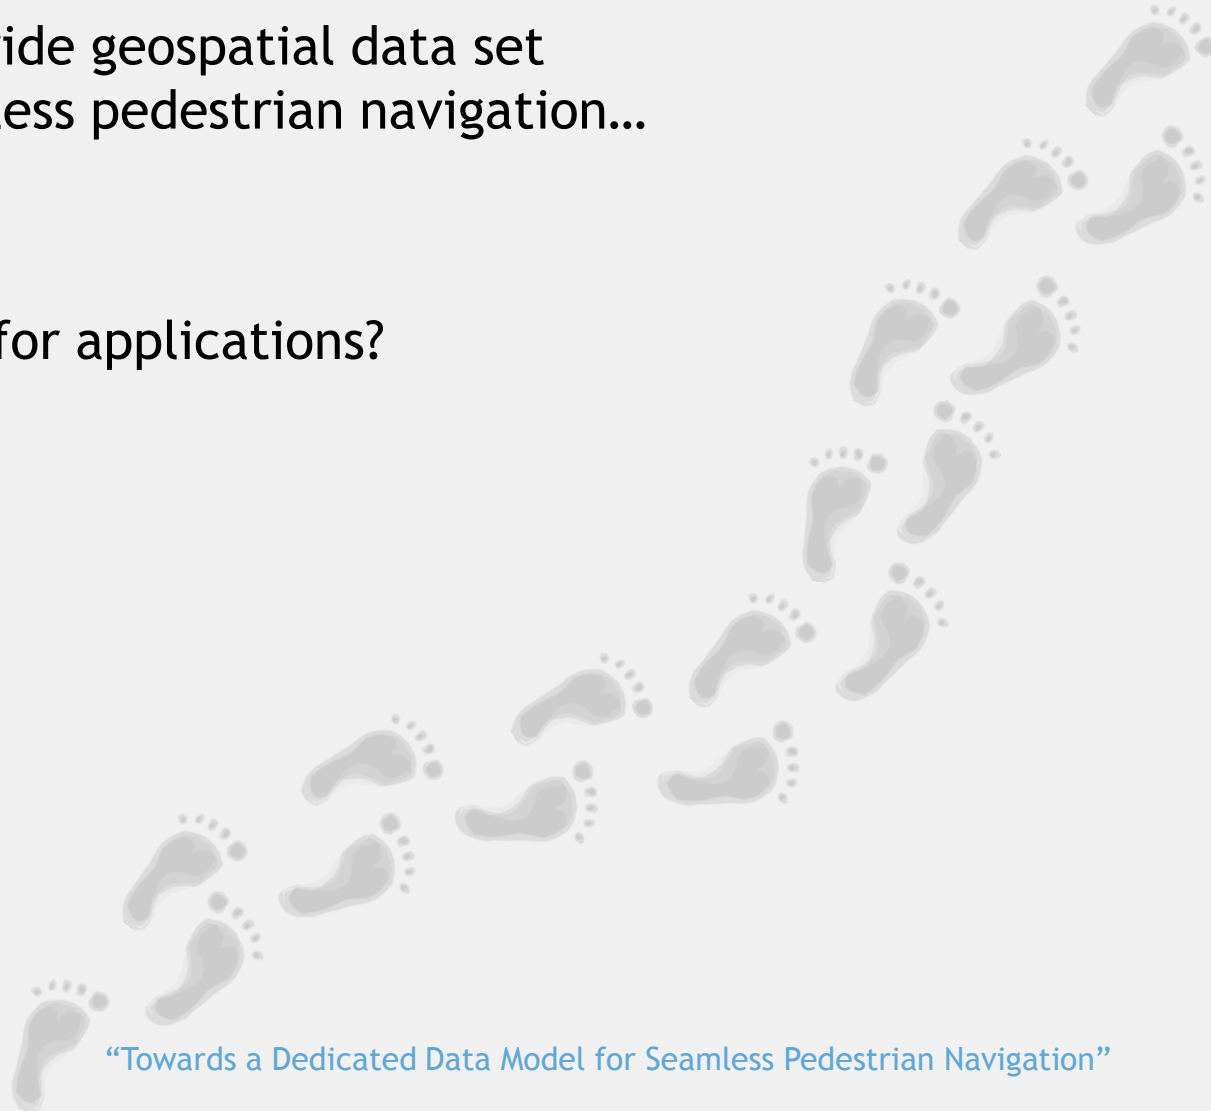 ide geospatial data set
ess pedestrian navigation…
for applications?
“Towards a Dedicated Data Model for Seamless Pedestrian Navigation”